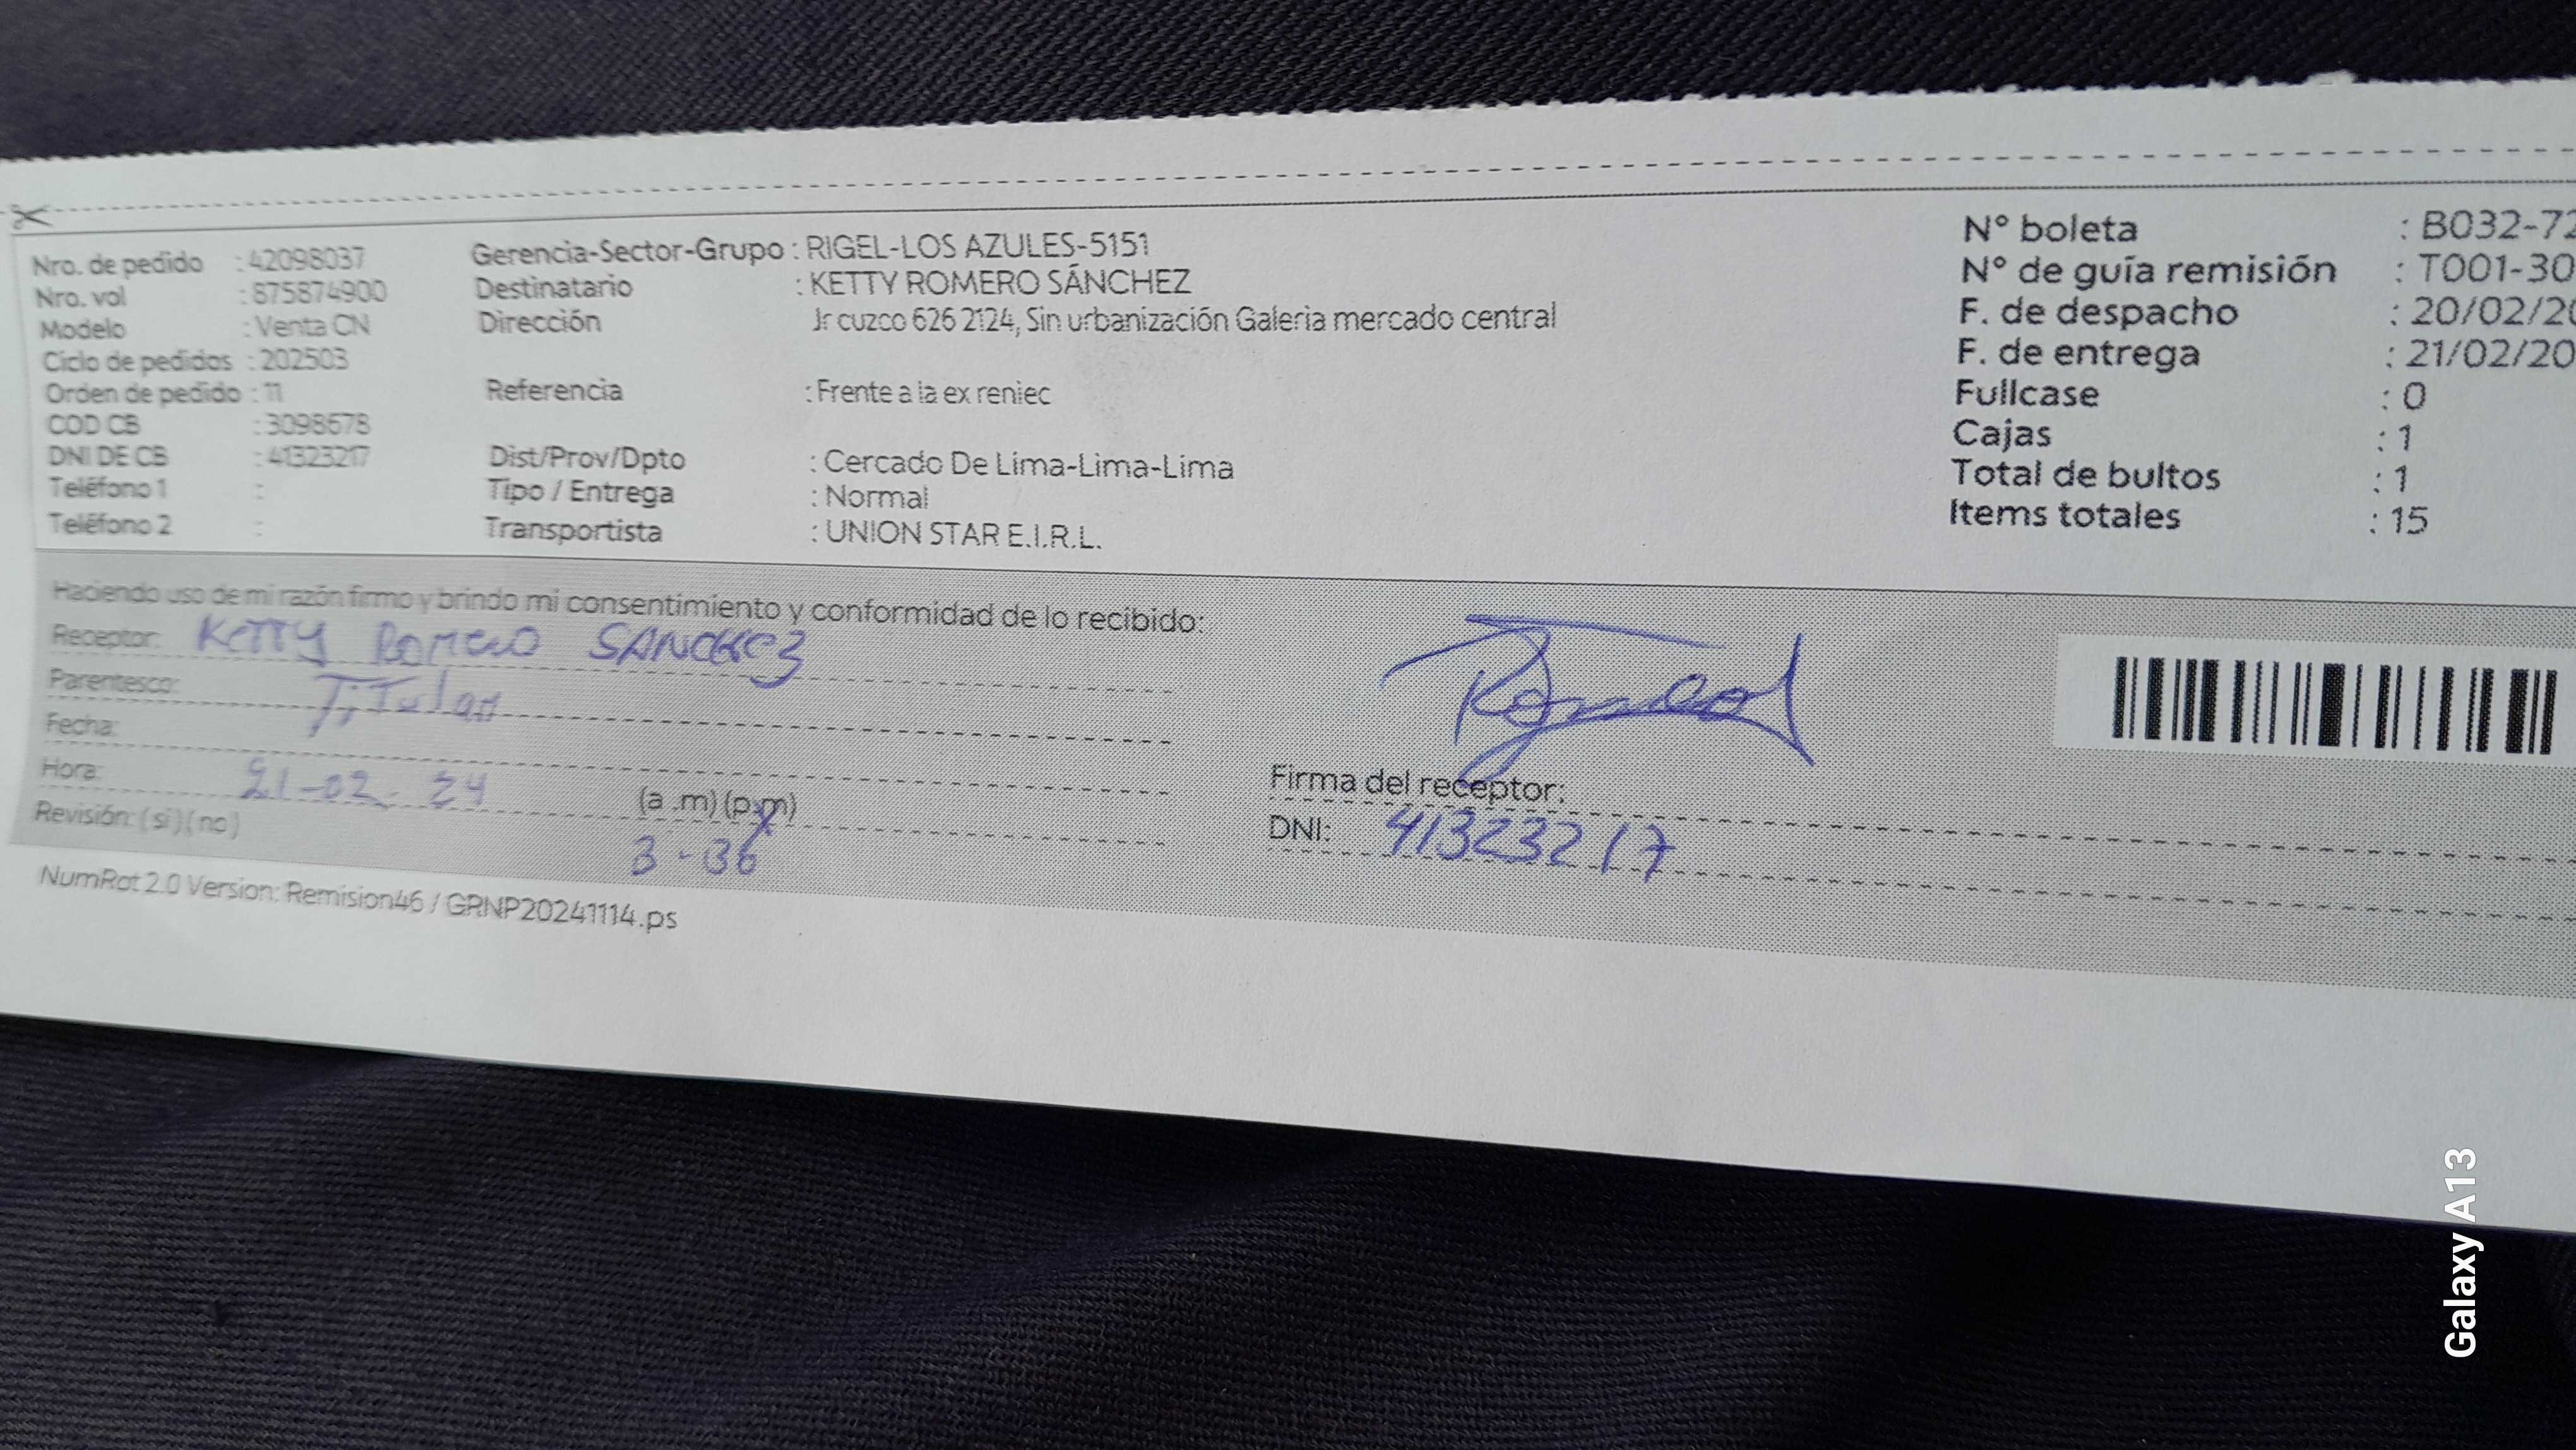 Nro. de pedido : 42098037
Nro. vol : 875874900
Modelo : Venta CN
Ciclo de pedidos : 202503
Orden de pedido : 11
COD CB : 3098678
DNI DE CB : 41323217
Teléfono 1 :
Teléfono 2 :
Gerencia-Sector-Grupo : RIGEL-LOS AZULES-5151
Destinatario : KETTY ROMERO SÁNCHEZ
Dirección Jr cuzco 626 2124, Sin urbanización Galeria mercado central
Referencia : Frente a la ex reniec
Dist/Prov/Dpto : Cercado De Lima-Lima-Lima
Tipo / Entrega : Normal
Transportista : UNION STAR E.I.R.L.
N° boleta : B032-72
N° de guía remisión : T001-30
F. de despacho : 20/02/20
F. de entrega : 21/02/20
Fullcase : 0
Cajas : 1
Total de bultos : 1
Items totales : 15
Haciendo uso de mi razón firmo y brindo mi consentimiento y conformidad de lo recibido:
Receptor: KETTY ROMERO SANCHEZ
Parentesco: Titular
Fecha:
Hora: 21-02-24 (a .m) (p.m)
Revisión: (si) (no) 3-36
Firma del receptor:
DNI: 41323217
NumRot 2.0 Version: Remision46 / GRNP20241114.ps
Galaxy A13